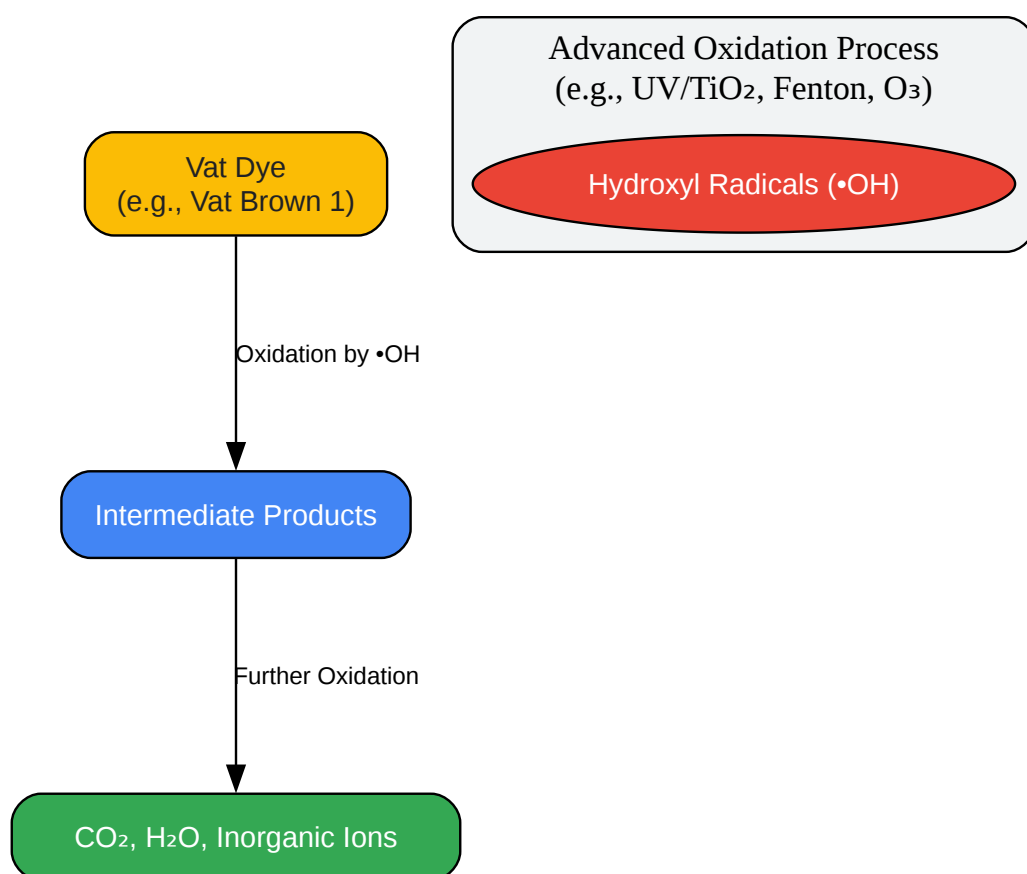 Advanced Oxidation Process
(e.g., UV/TiO₂, Fenton, O₃)
Hydroxyl Radicals (•OH)
Vat Dye
(e.g., Vat Brown 1)
Oxidation by •OH
Intermediate Products
Further Oxidation
CO₂, H₂O, Inorganic Ions